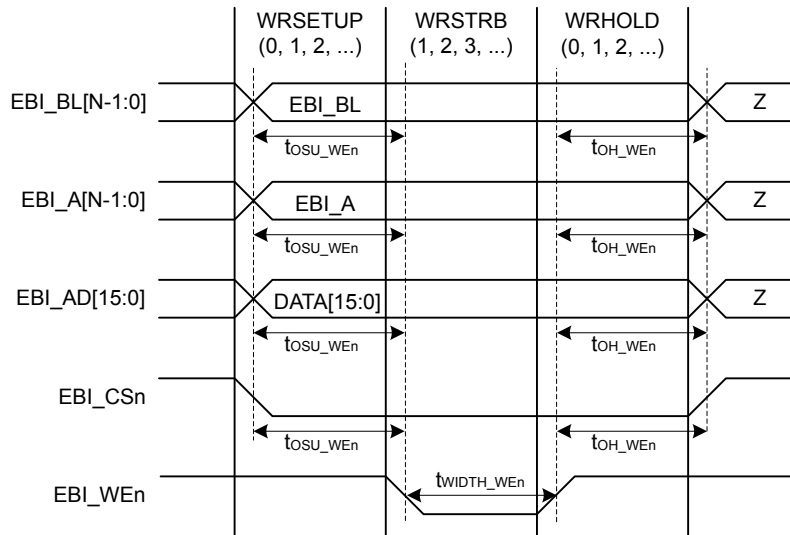 WRSETUP WRSTRB WRHOLD
(0, 1, 2, ...) (1, 2, 3, ...) (0, 1, 2, ...)
EBI_BL[N-1:0] EBI_BL Z
tOSU_WEn tOH_WEn
EBI_A[N-1:0] EBI_A Z
tOSU_WEn tOH_WEn
EBI_AD[15:0] DATA[15:0] Z
tOSU_WEn tOH_WEn
EBI_CSn
tOSU_WEn tOH_WEn
EBI_WEn tWIDTH_WEn